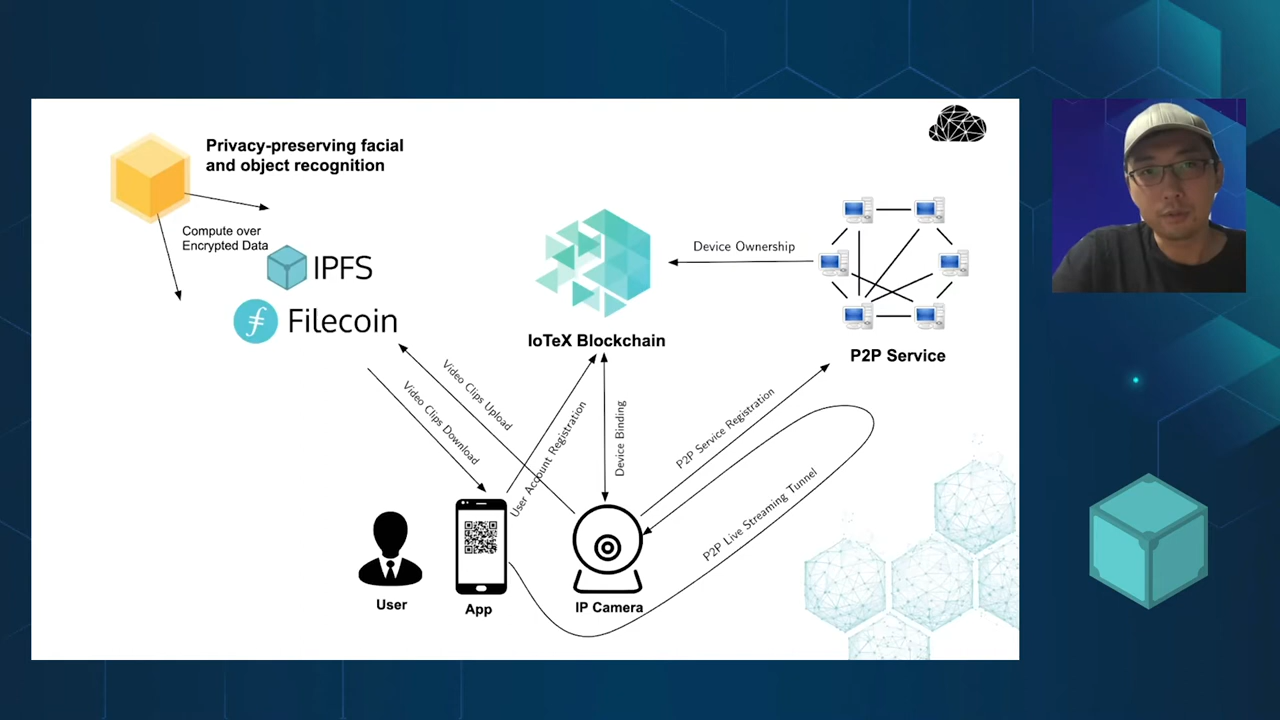 Privacy-preserving facial
and object recognition
Compute over
Encrypted Data
IPFS
Filecoin
IoTeX Blockchain
Device Ownership
P2P Service
Video Clips Upload
Video Clips Download
User Account Registration
Device Binding
P2P Service Registration
P2P Live Streaming Tunnel
User
App
IP Camera